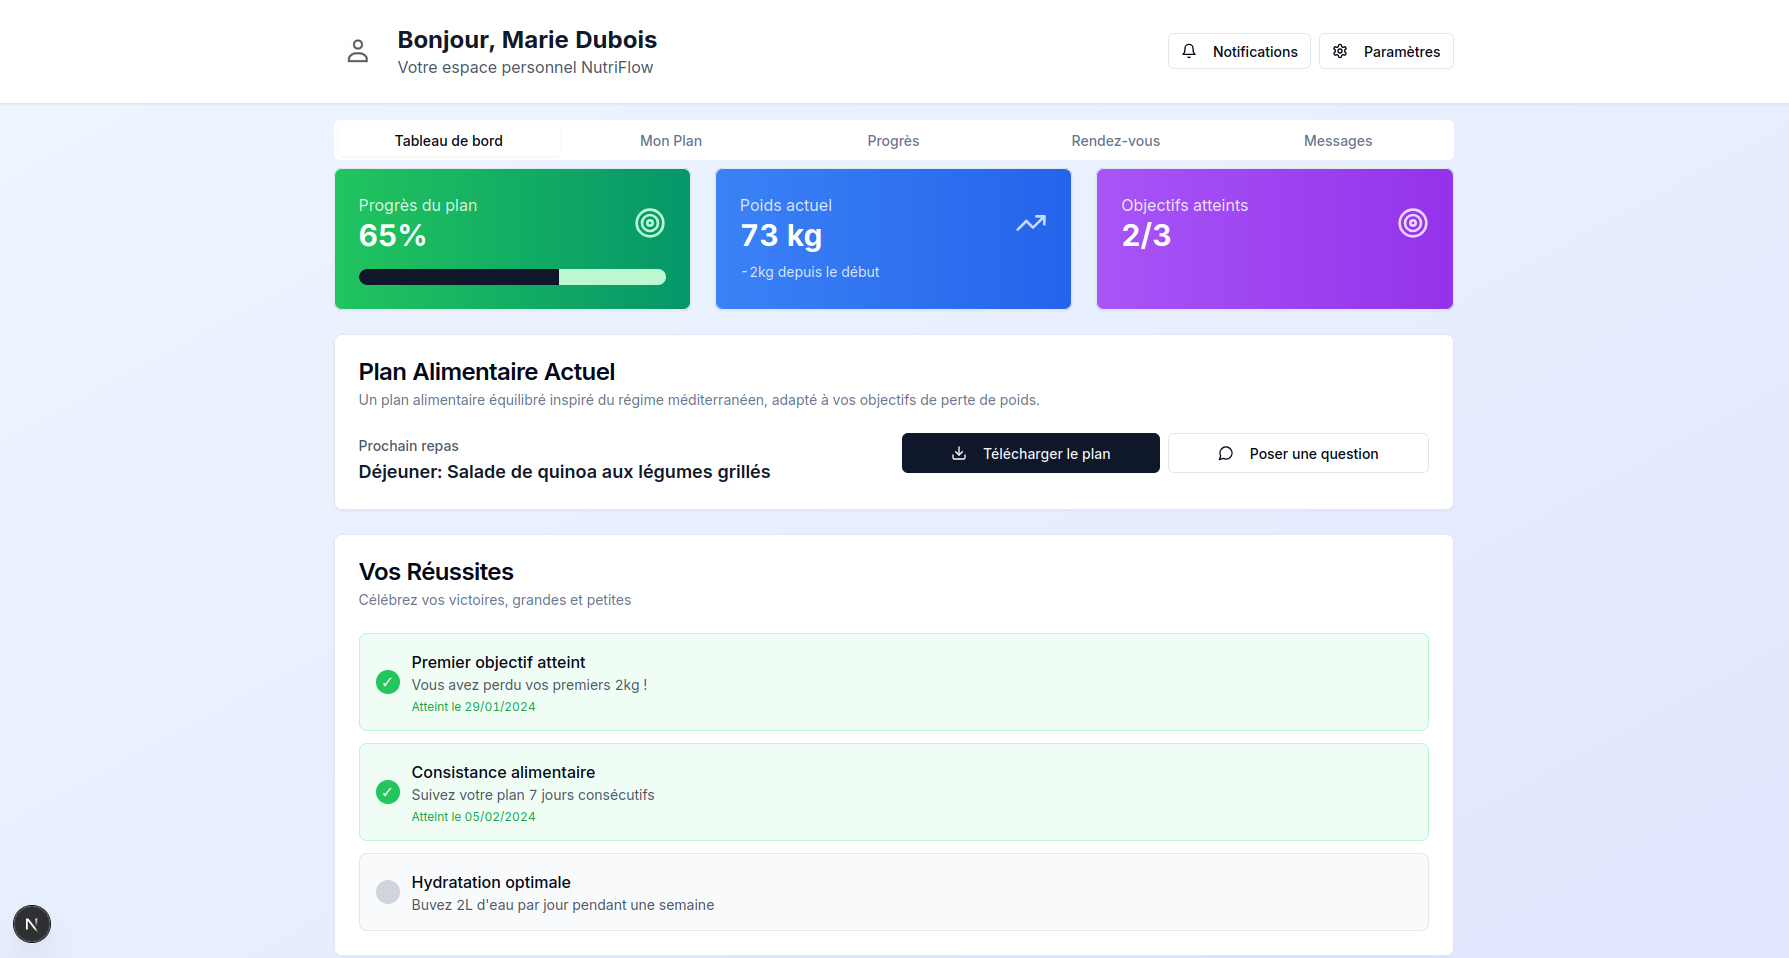 Bonjour, Marie Dubois
Votre espace personnel NutriFlow
Notifications
Paramètres
Tableau de bord
Mon Plan
Progrès
Rendez-vous
Messages
Progrès du plan
65%
Poids actuel
73 kg
-2kg depuis le début
Objectifs atteints
2/3
Plan Alimentaire Actuel
Un plan alimentaire équilibré inspiré du régime méditerranéen, adapté à vos objectifs de perte de poids.
Prochain repas
Déjeuner: Salade de quinoa aux légumes grillés
Télécharger le plan
Poser une question
Vos Réussites
Célébrez vos victoires, grandes et petites
Premier objectif atteint
Vous avez perdu vos premiers 2kg !
Atteint le 29/01/2024
Consistance alimentaire
Suivez votre plan 7 jours consécutifs
Atteint le 05/02/2024
Hydratation optimale
Buvez 2L d'eau par jour pendant une semaine
N